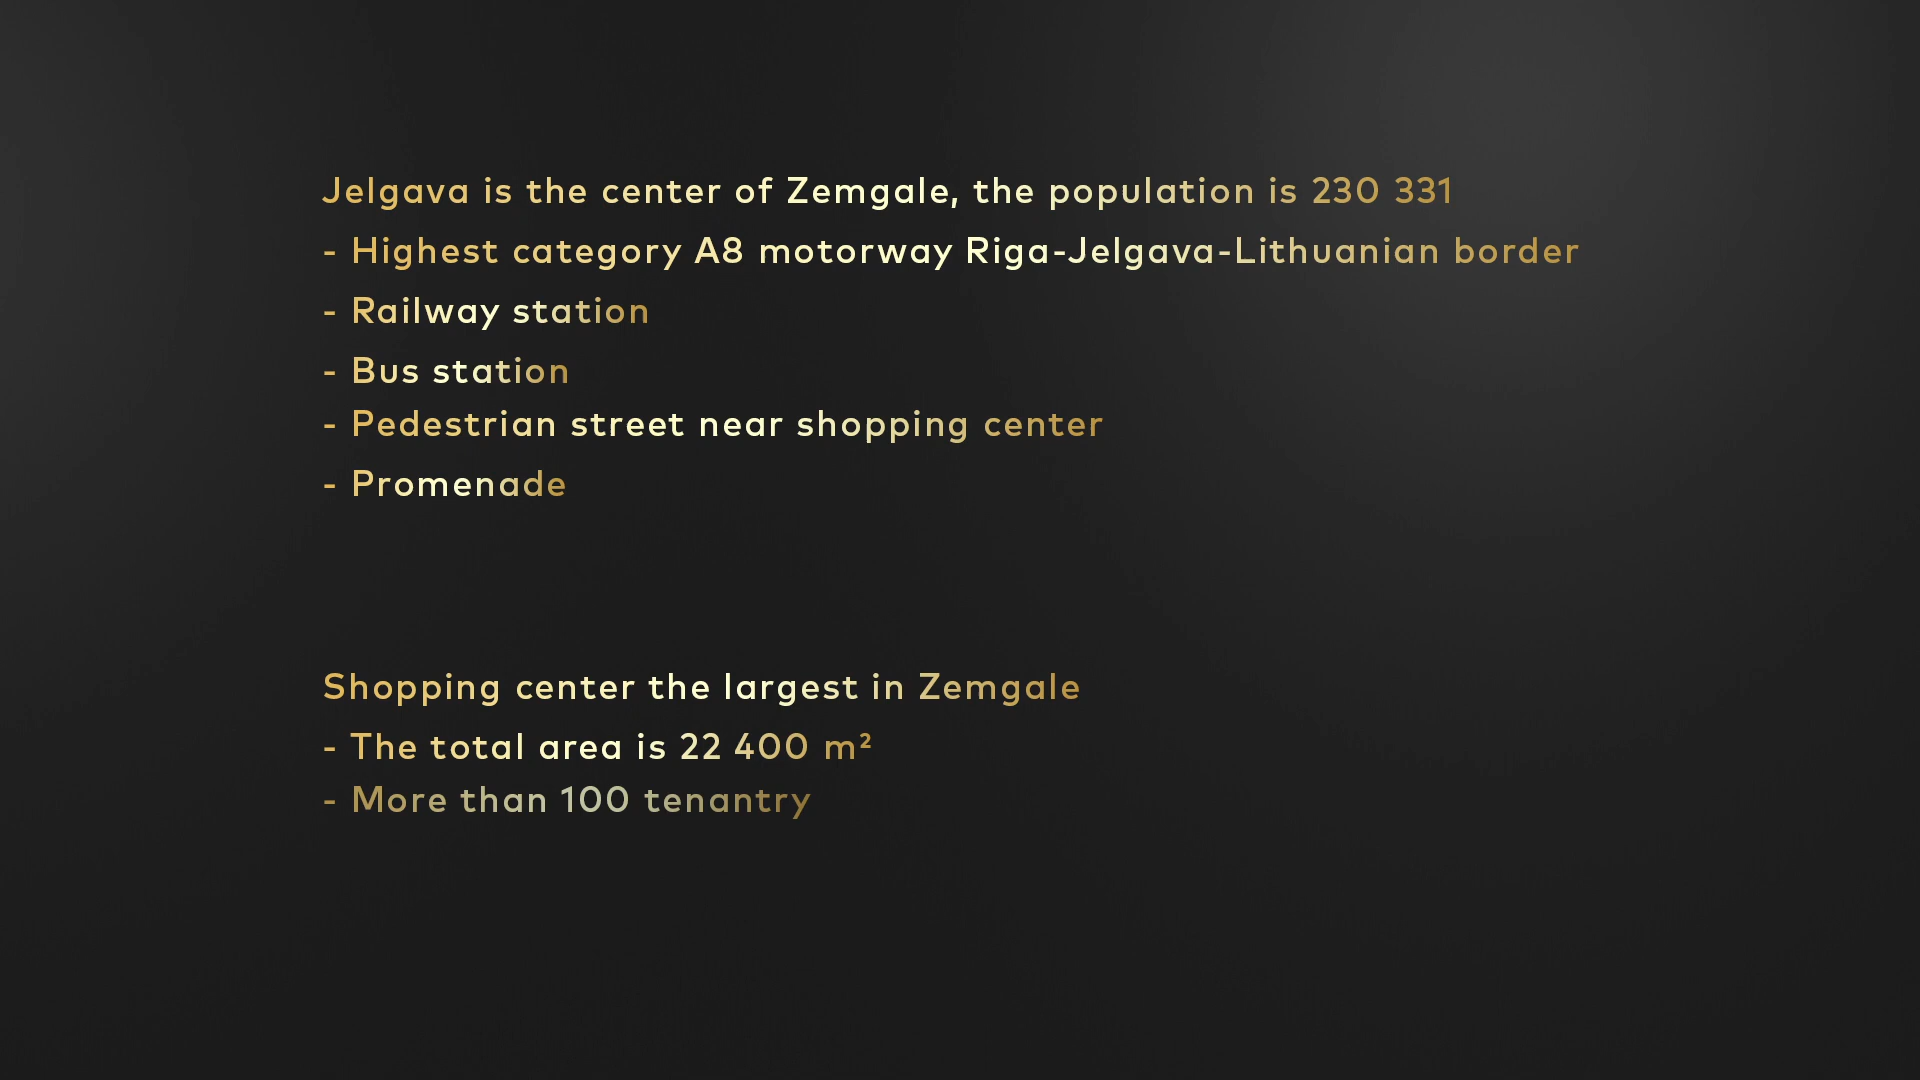 Jelgava is the center of Zemgale, the population is 230 331
- Highest category A8 motorway Riga-Jelgava-Lithuanian border
- Railway station
- Bus station
- Pedestrian street near shopping center
- Promenade
Shopping center the largest in Zemgale
- The total area is 22 400 m²
- More than 100 tenantry